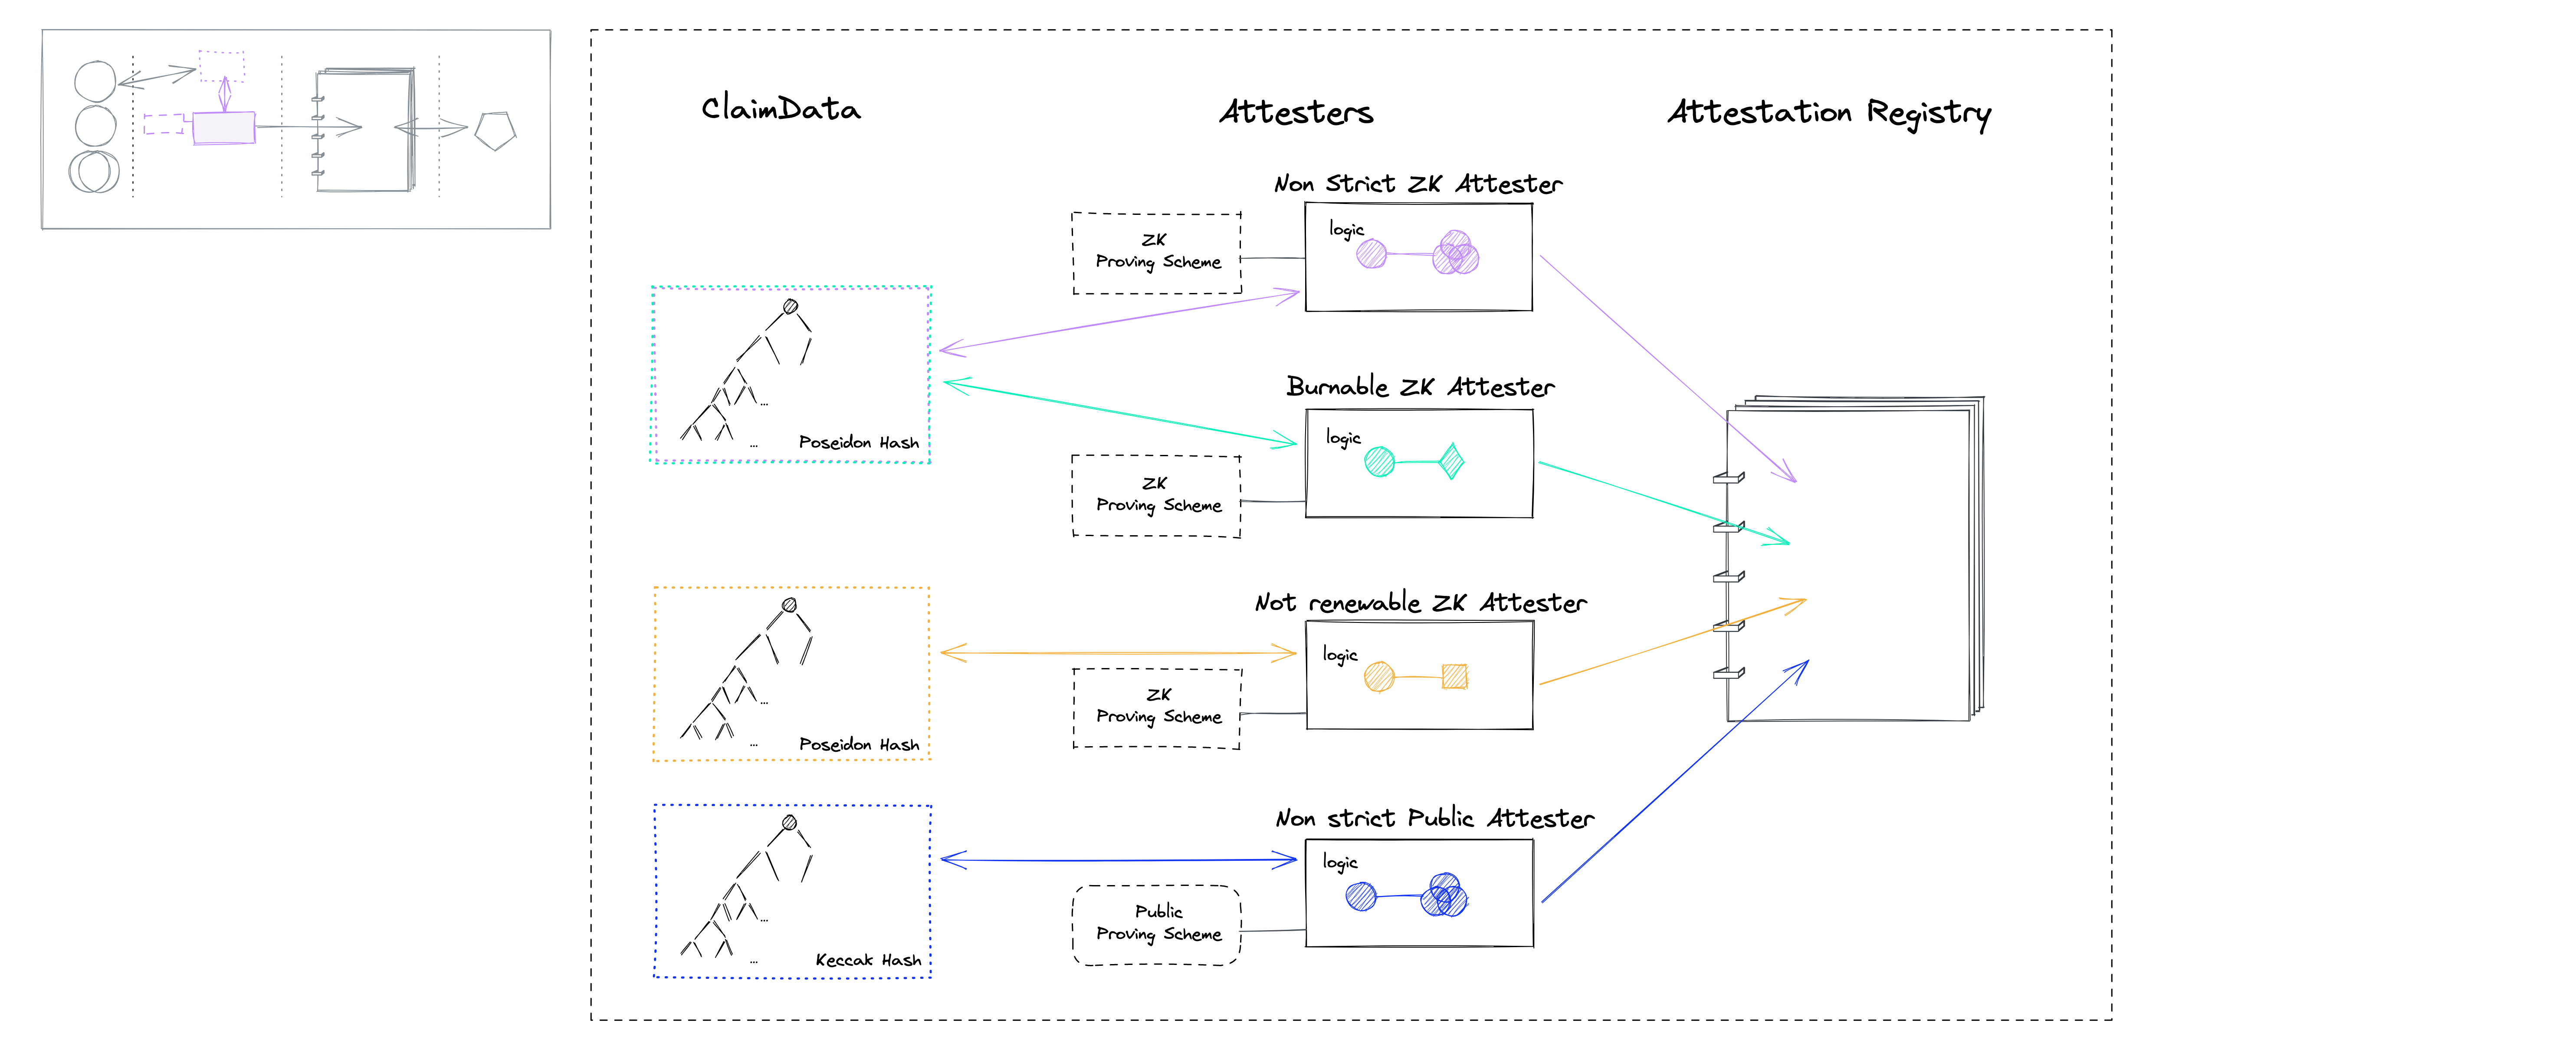 ClaimData
Attesters
Attestation Registry
Non Strict ZK Attester
logic
ZK
Proving Scheme
Burnable ZK Attester
logic
...
...
Poseidon Hash
ZK
Proving Scheme
Not renewable ZK Attester
logic
ZK
Proving Scheme
...
...
Poseidon Hash
Non strict Public Attester
logic
Public
Proving Scheme
...
...
Keccak Hash